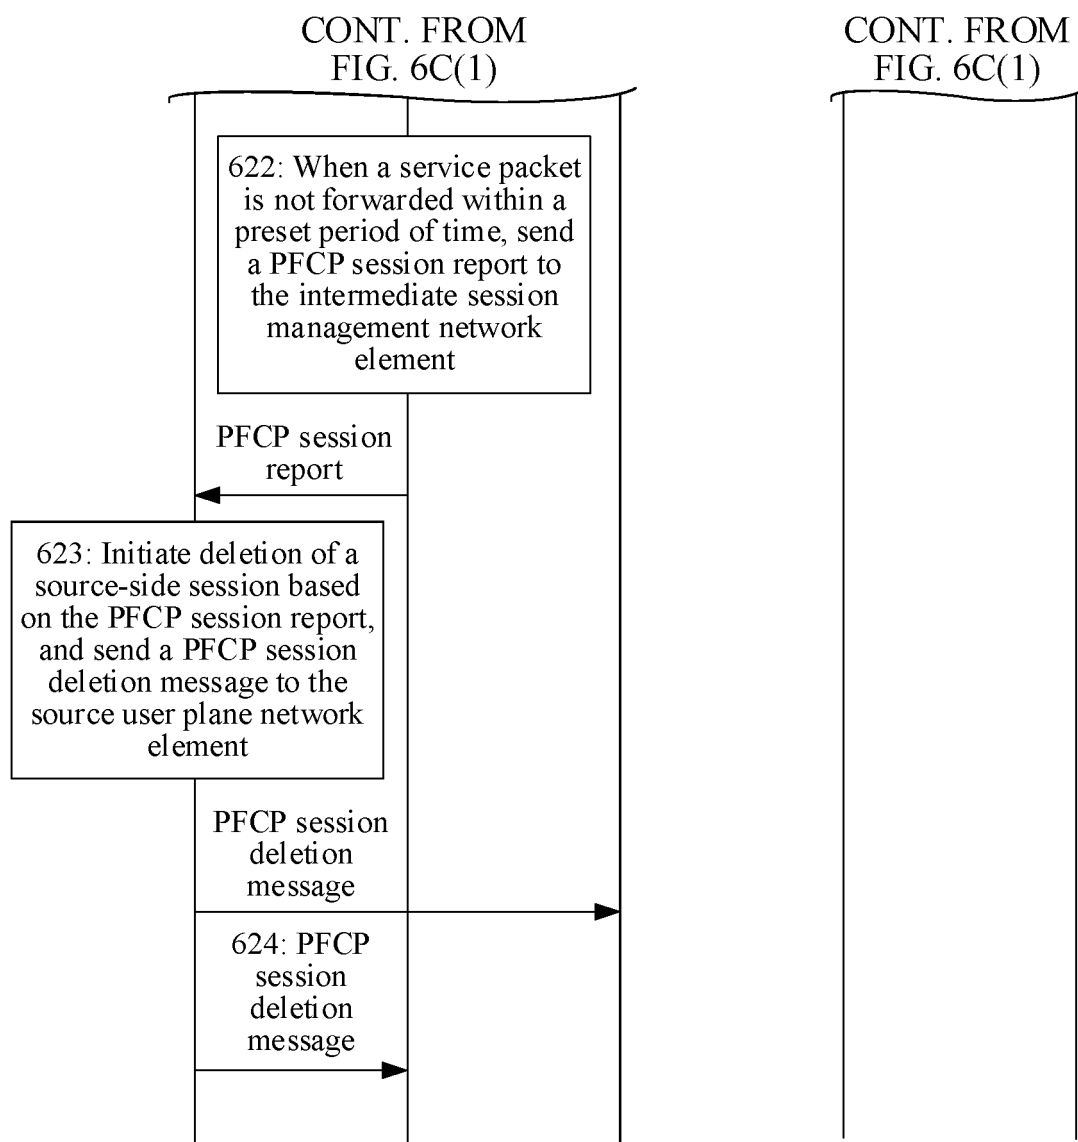 CONT. FROM
FIG. 6C(1)
CONT. FROM
FIG. 6C(1)
622: When a service packet
is not forwarded within a
preset period of time, send
a PFCP session report to
the intermediate session
management network
element
PFCP session
report
623: Initiate deletion of a
source-side session based
on the PFCP session report,
and send a PFCP session
deletion message to the
source user plane network
element
PFCP session
deletion
message
624: PFCP
session
deletion
message